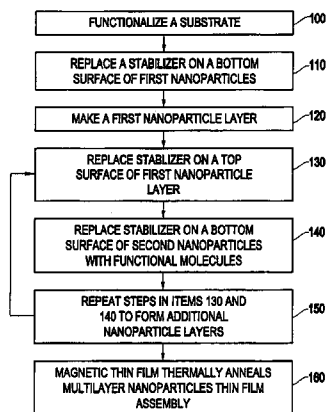 FUNCTIONALIZE A SUBSTRATE
100
REPLACE A STABILIZER ON A BOTTOM
SURFACE OF FIRST NANOPARTICLES
110
MAKE A FIRST NANOPARTICLE LAYER
120
REPLACE STABLIZER ON A TOP
SURFACE OF FIRST NANOPARTICLE
LAYER
130
REPLACE STABILIZER ON A BOTTOM
SURFACE OF SECOND NANOPARTICLES
WITH FUNCTIONAL MOLECULES
140
REPEAT STEPS IN ITEMS 130 AND
140 TO FORM ADDITIONAL
NANOPARTICLE LAYERS
150
MAGNETIC THIN FILM THERMALLY ANNEALS
MULTILAYER NANOPARTICLES THIN FILM
ASSEMBLY
160